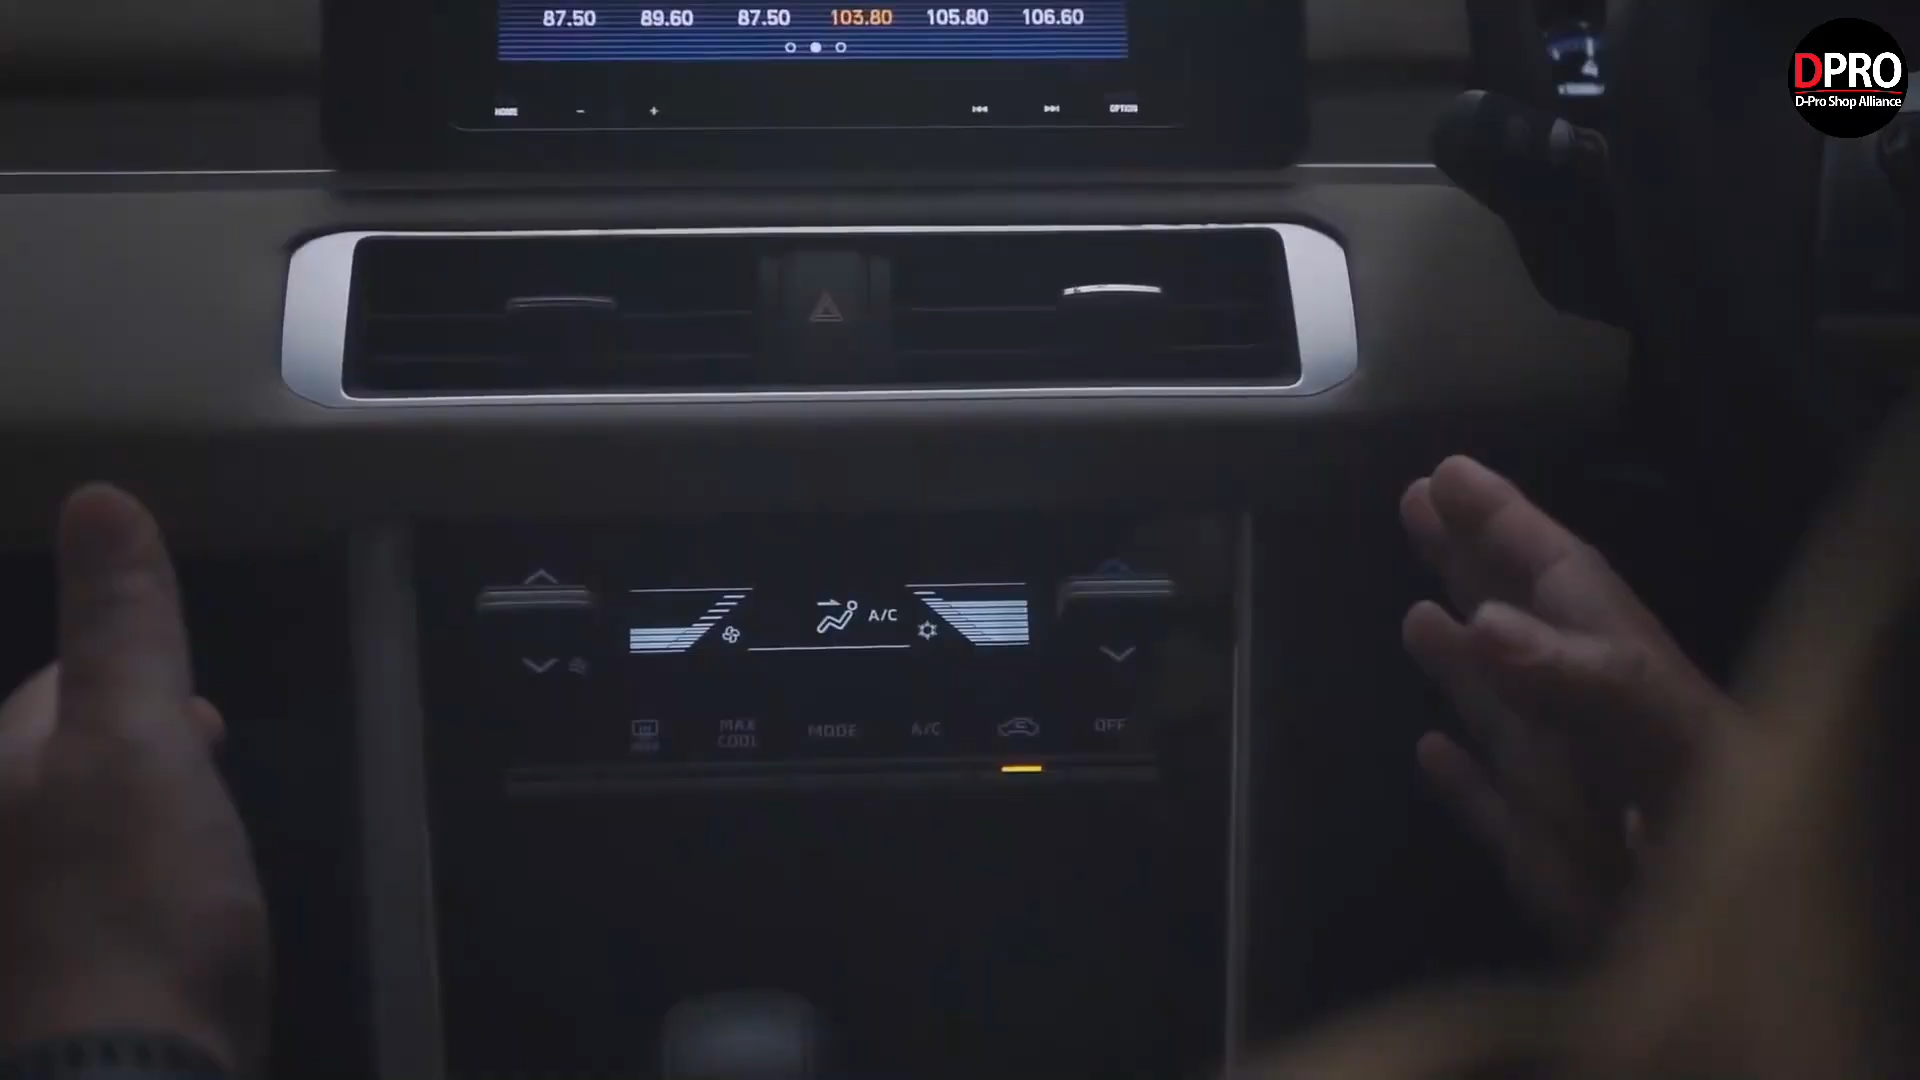 87.50 89.60 87.50 103.80 105.80 106.60
HOME - + OPTION
DPRO
D-Pro Shop Alliance
A/C
MAX COOL MODE A/C OFF